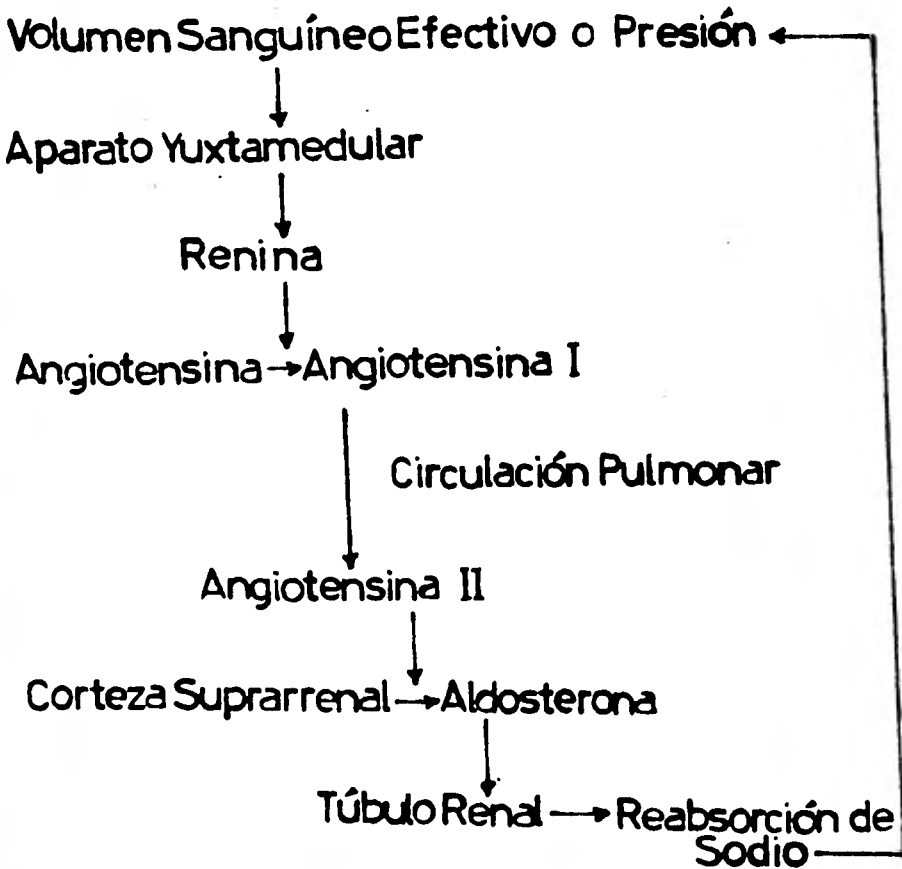 Volumen Sanguíneo Efectivo o Presión
Aparato Yuxtamedular
Renina
Angiotensina → Angiotensina I
Circulación Pulmonar
Angiotensina II
Corteza Suprarrenal → Aldosterona
Túbulo Renal → Reabsorción de
Sodio